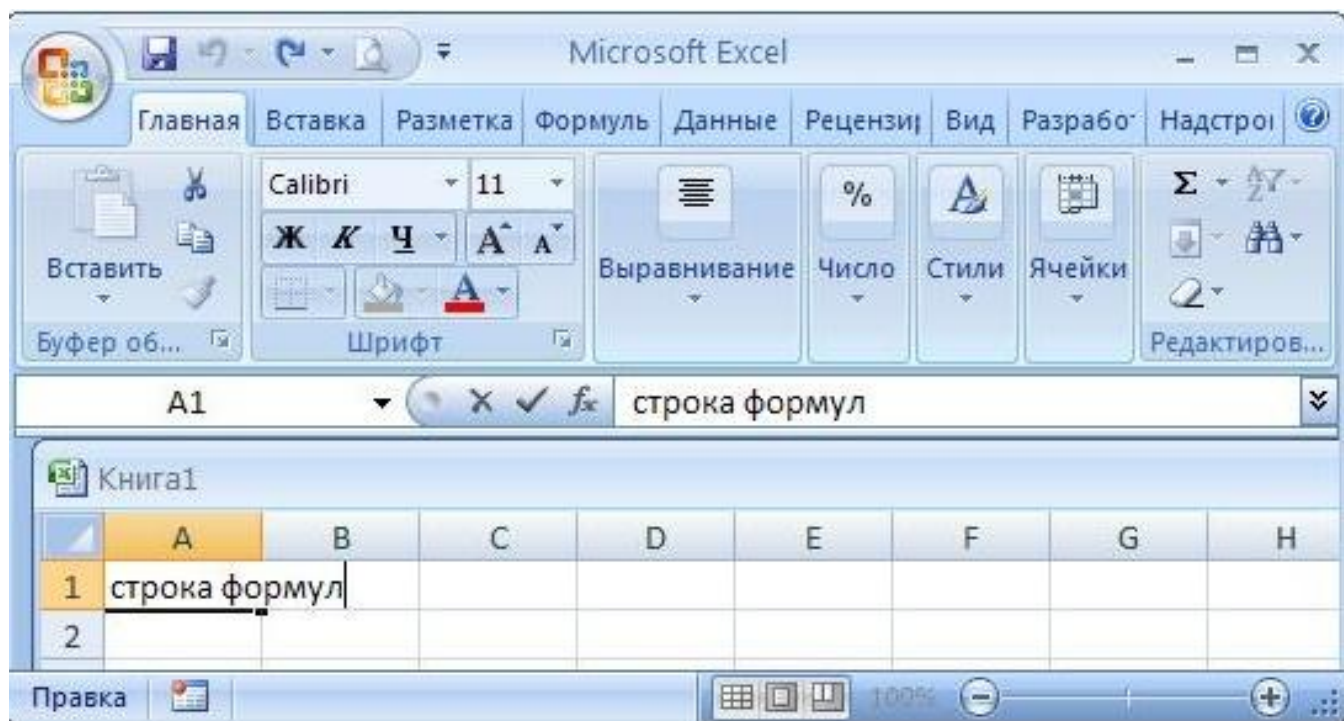 Microsoft Excel
Главная Вставка Разметка Формуль Данные Рецензи Вид Разрабо Надстрої
Calibri 11
Ж К Ч A A
Вставить Выравнивание % Число Стили Ячейки Σ
Буфер об... Шрифт Редактиров...
A1 fx строка формул
Книга1
A B C D E F G H
1 строка формул
2
Правка 100%